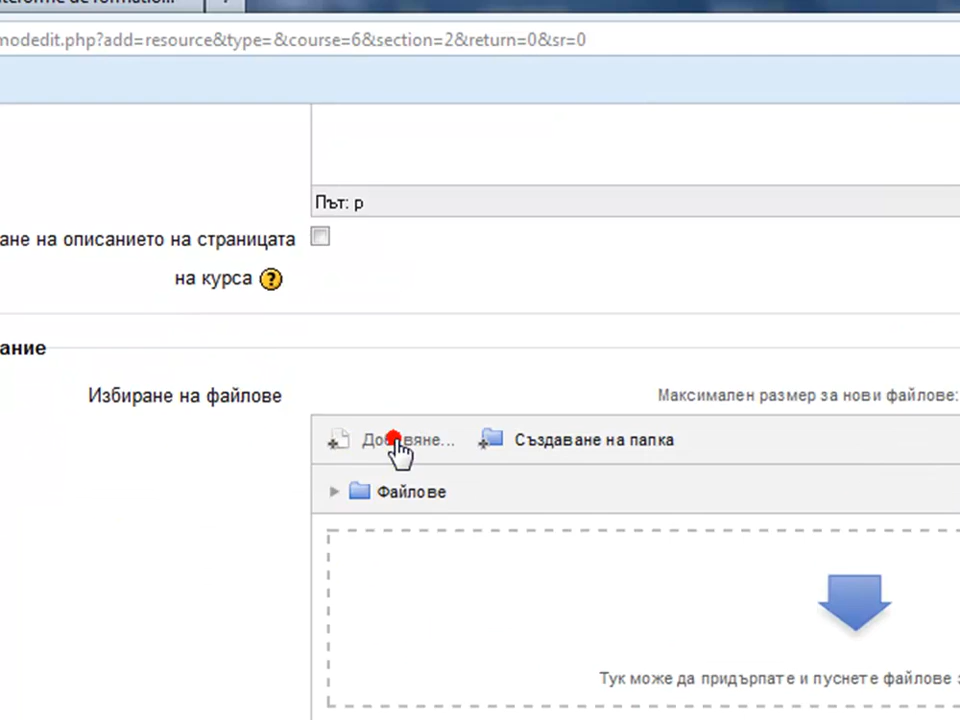 modedit.php?add=resource&type=&course=6&section=2&return=0&sr=0
Път: p
ане на описанието на страницата
на курса
ание
Избиране на файлове
Максимален размер за нови файлове:
Добавяне... Създаване на папка
Файлове
Тук може да придърпате и пуснете файлове